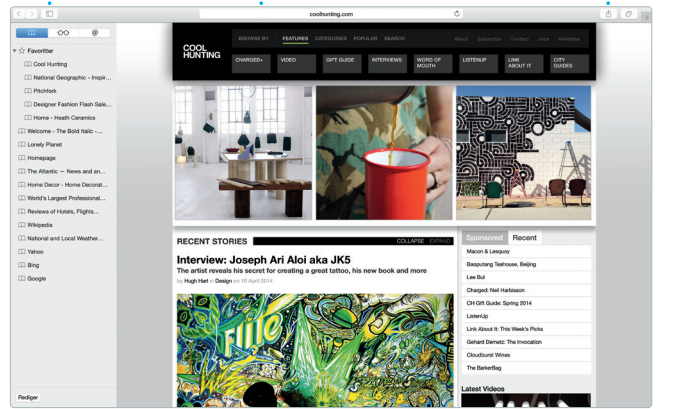 coolhunting.com
Favoritter
Cool Hunting
National Geographic - Inspir...
Pitchfork
Designer Fashion Flash Sale...
Home - Heath Ceramics
Welcome - The Bold Italic -...
Lonely Planet
Homepage
The Atlantic — News and an...
Home Decor - Home Decorat...
World's Largest Professional...
Reviews of Hotels, Flights...
Wikipedia
National and Local Weather...
Yahoo
Bing
Google
Rediger
COOL
HUNTING
BROWSE BY FEATURES CATEGORIES POPULAR SEARCH
About Subscribe Contact Jobs Advertise
CHARGED+ VIDEO GIFT GUIDE INTERVIEWS WORD OF MOUTH LISTENUP LINK ABOUT IT CITY GUIDES
RECENT STORIES COLLAPSE EXPAND
Interview: Joseph Ari Aloi aka JK5
The artist reveals his secret for creating a great tattoo, his new book and more
by Hugh Hart in Design on 10 April 2014
Sponsored Recent
Macon & Lesquoy
Baoputang Teahouse, Beijing
Lee Bul
Charged: Neil Harbisson
CH Gift Guide: Spring 2014
ListenUp
Link About It: This Week's Picks
Gehard Demetz: The Invocation
Cloudburst Wines
The BarkerBag
Latest Videos